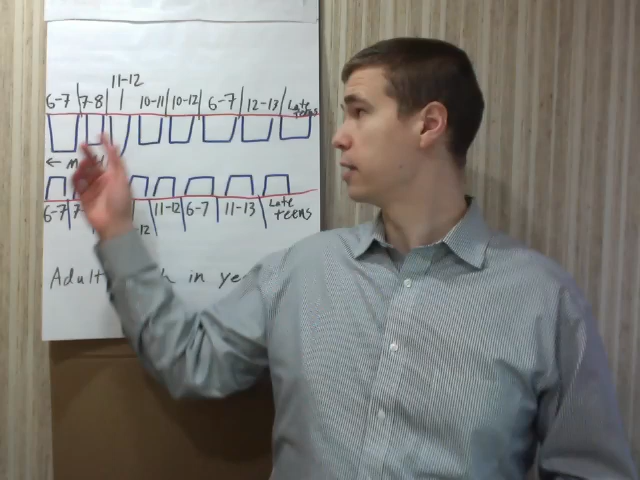 11-12
6-7 7-8 10-11 10-12 6-7 12-13 Late teens
←
6-7 7 11-12 6-7 11-13 Late teens
12
Adult in